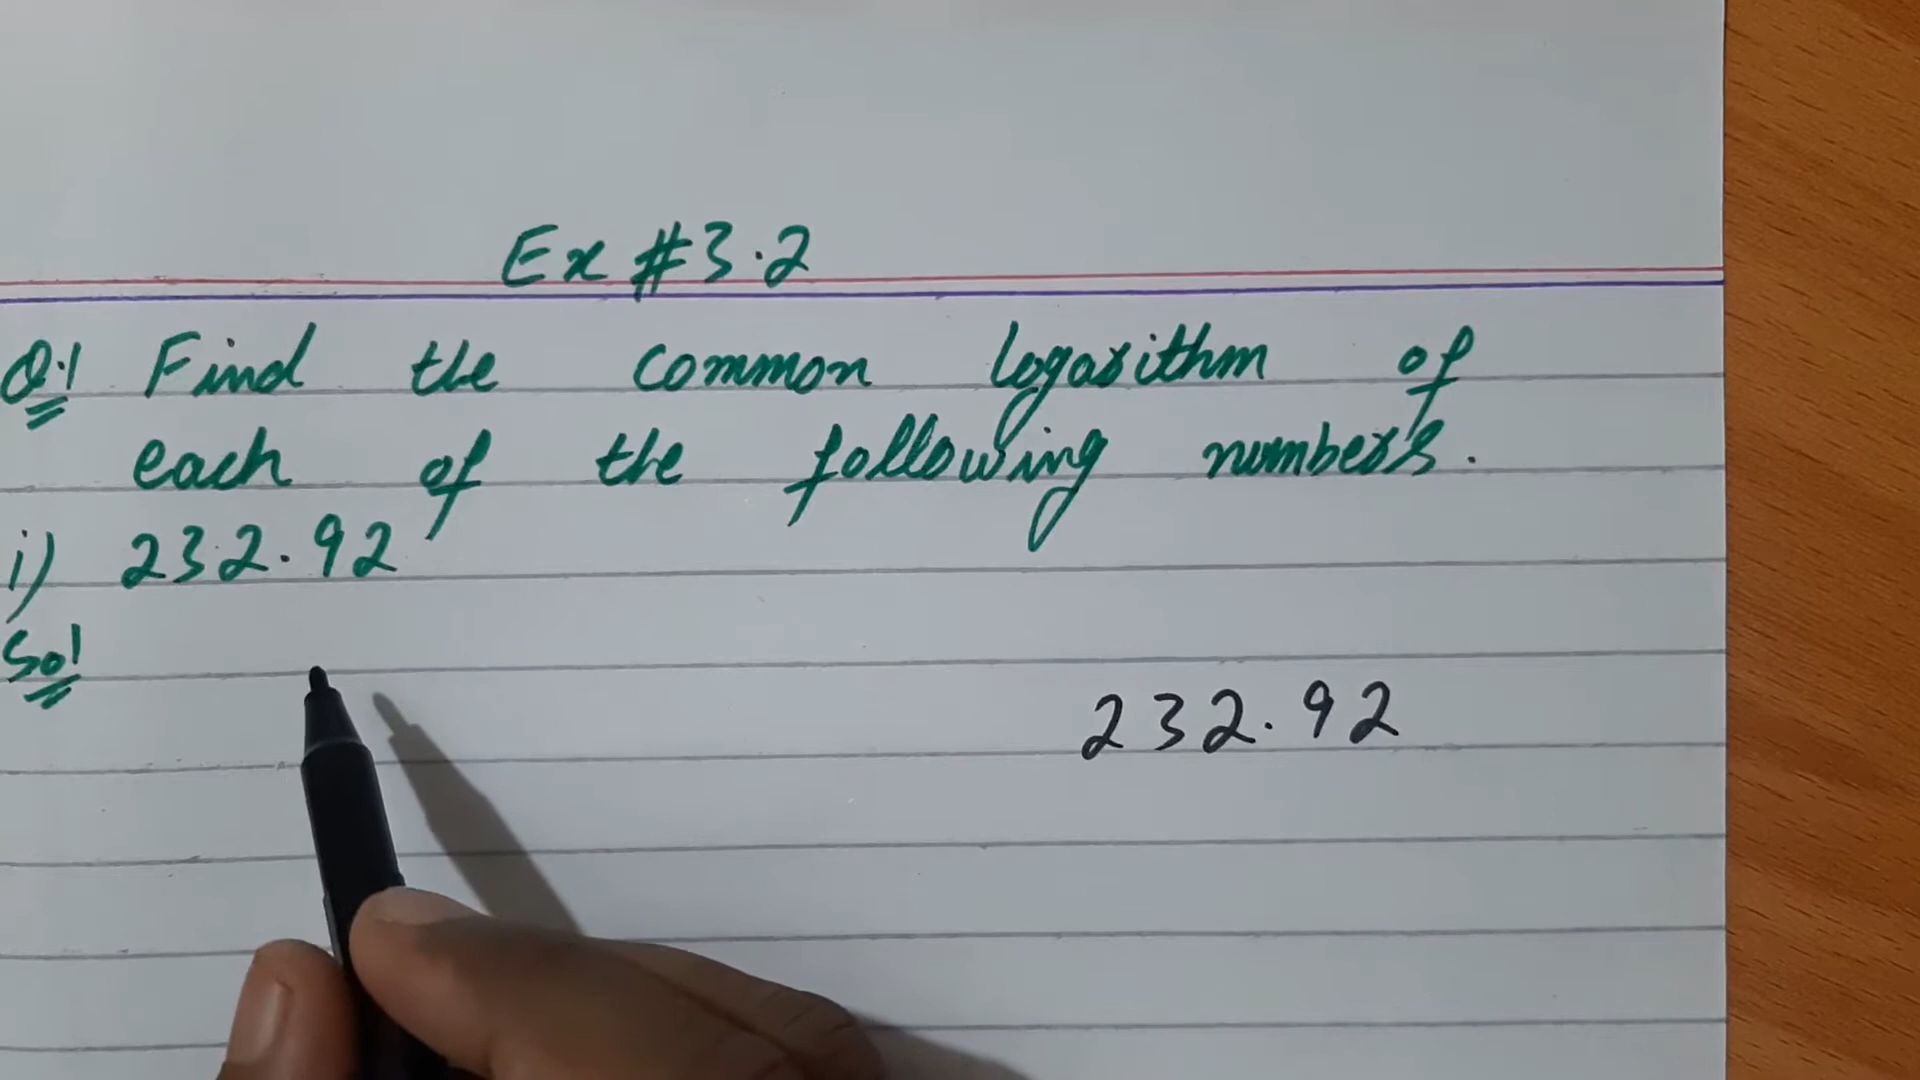 Ex #3.2
Q.1 Find the common logarithm of
each of the following numbers.
i) 232.92
Sol
232.92